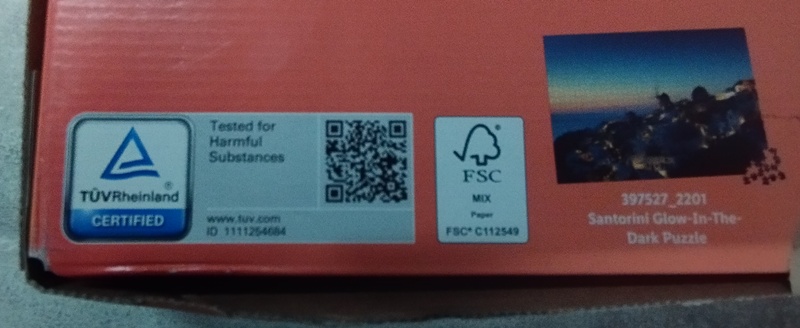 TÜVRheinland®
CERTIFIED
Tested for
Harmful
Substances
www.tuv.com
ID 1111254684
FSC
MIX
Paper
FSC® C112549
397527_2201
Santorini Glow-In-The-
Dark Puzzle